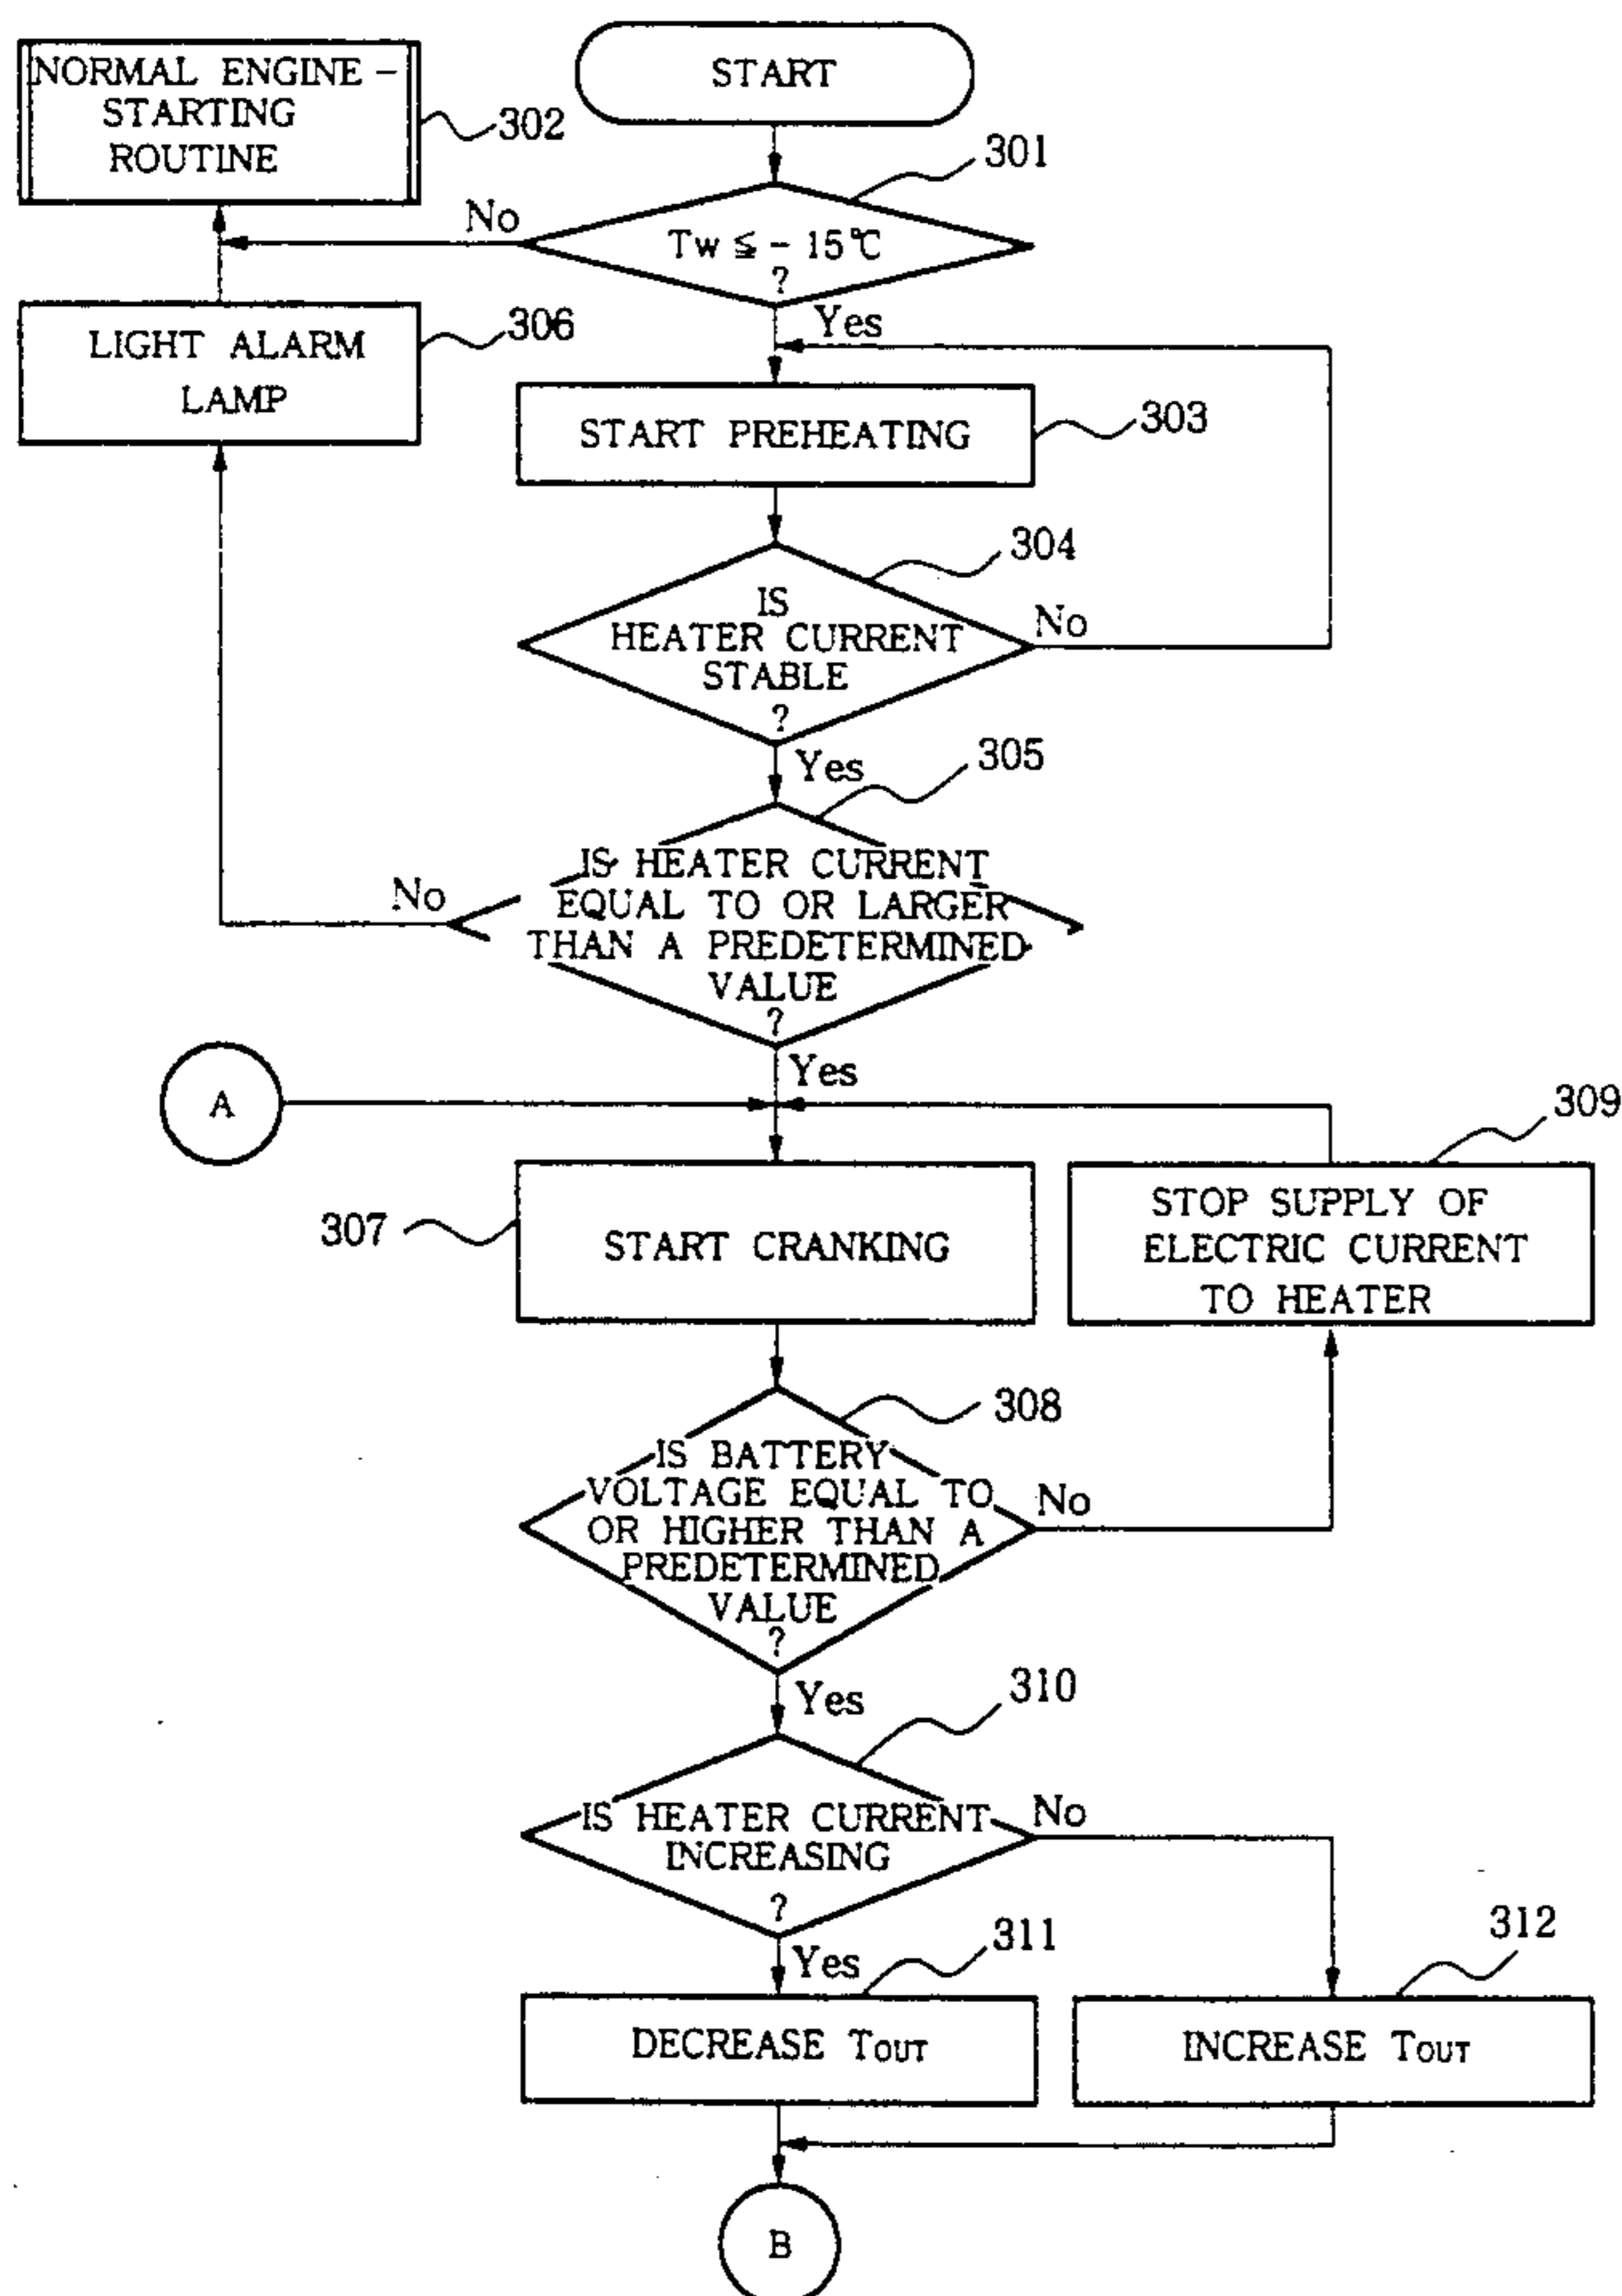 START
NORMAL ENGINE-
STARTING
ROUTINE
302
301
Tw ≦ -15℃
?
No
Yes
LIGHT ALARM
LAMP
306
START PREHEATING
303
304
IS
HEATER CURRENT
STABLE
?
No
Yes
305
IS HEATER CURRENT
EQUAL TO OR LARGER
THAN A PREDETERMINED
VALUE
?
No
Yes
A
309
307
START CRANKING
STOP SUPPLY OF
ELECTRIC CURRENT
TO HEATER
308
IS BATTERY
VOLTAGE EQUAL TO
OR HIGHER THAN A
PREDETERMINED
VALUE
?
No
Yes
310
IS HEATER CURRENT
INCREASING
?
No
Yes
311
312
DECREASE TOUT
INCREASE TOUT
B